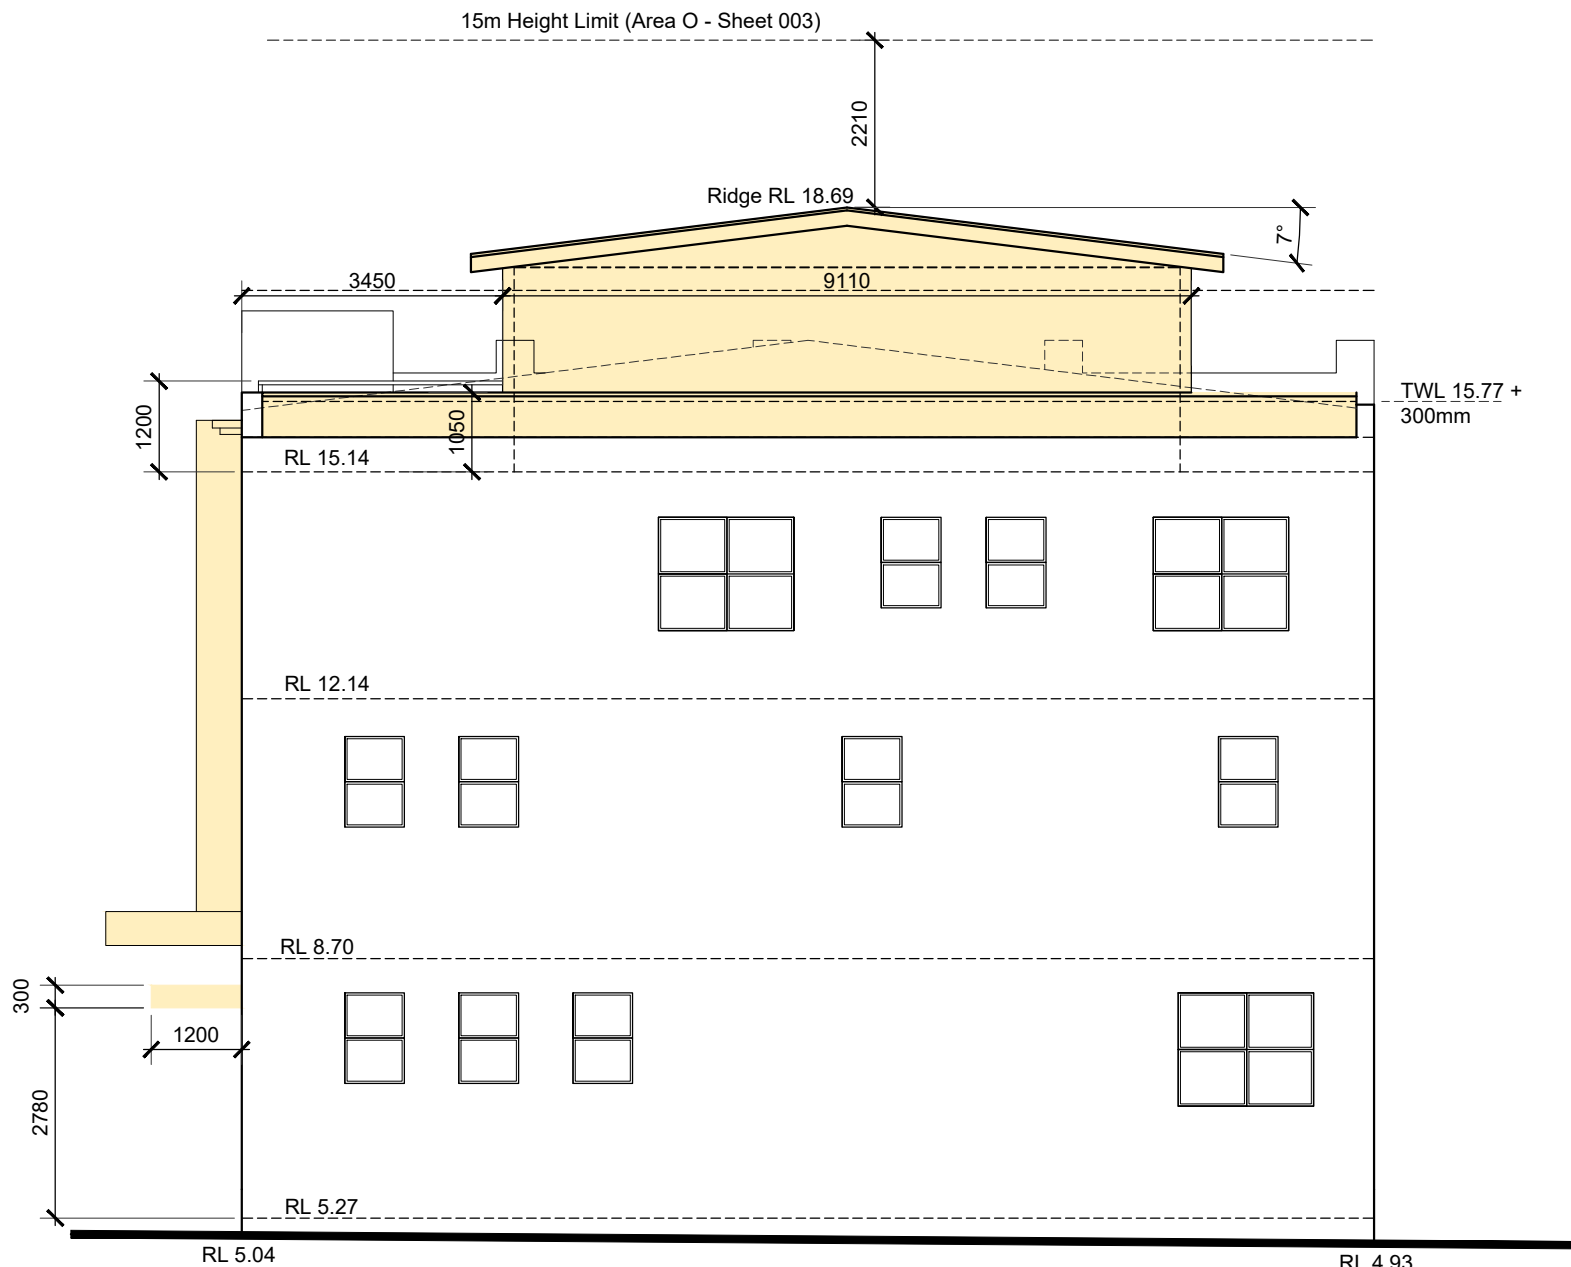 15m Height Limit (Area O - Sheet 003)
2210
Ridge RL 18.69
7°
3450
9110
TWL 15.77 +
300mm
1200
1050
RL 15.14
RL 12.14
RL 8.70
300
1200
2780
RL 5.27
RL 5.04
RL 4.93